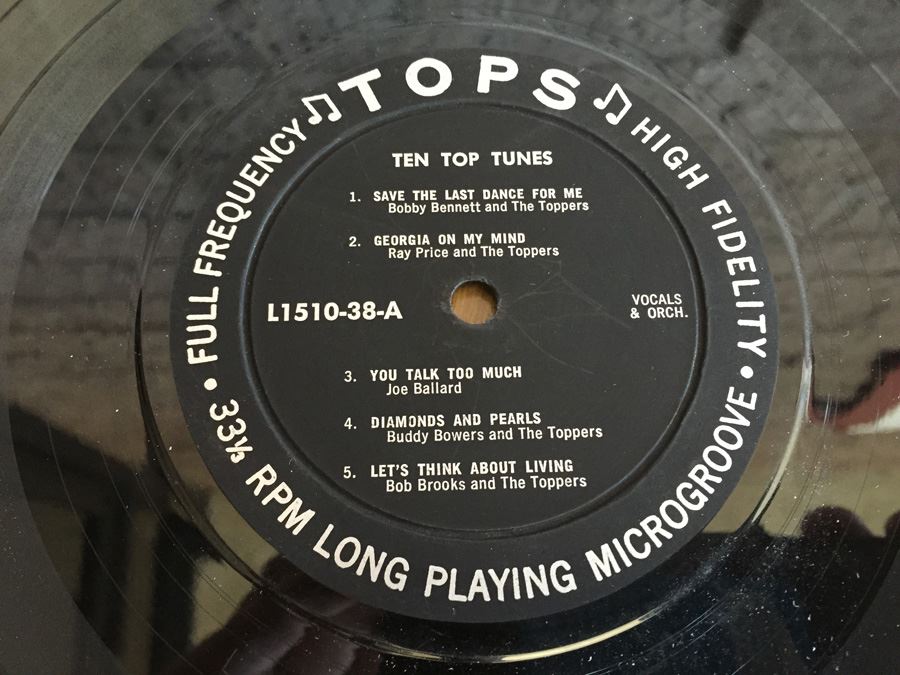 TOPS
FULL FREQUENCY
HIGH FIDELITY
TEN TOP TUNES
1. SAVE THE LAST DANCE FOR ME
Bobby Bennett and The Toppers
2. GEORGIA ON MY MIND
Ray Price and The Toppers
L1510-38-A
VOCALS
& ORCH.
3. YOU TALK TOO MUCH
Joe Ballard
4. DIAMONDS AND PEARLS
Buddy Bowers and The Toppers
5. LET'S THINK ABOUT LIVING
Bob Brooks and The Toppers
• 33⅓ RPM LONG PLAYING MICROGROOVE •